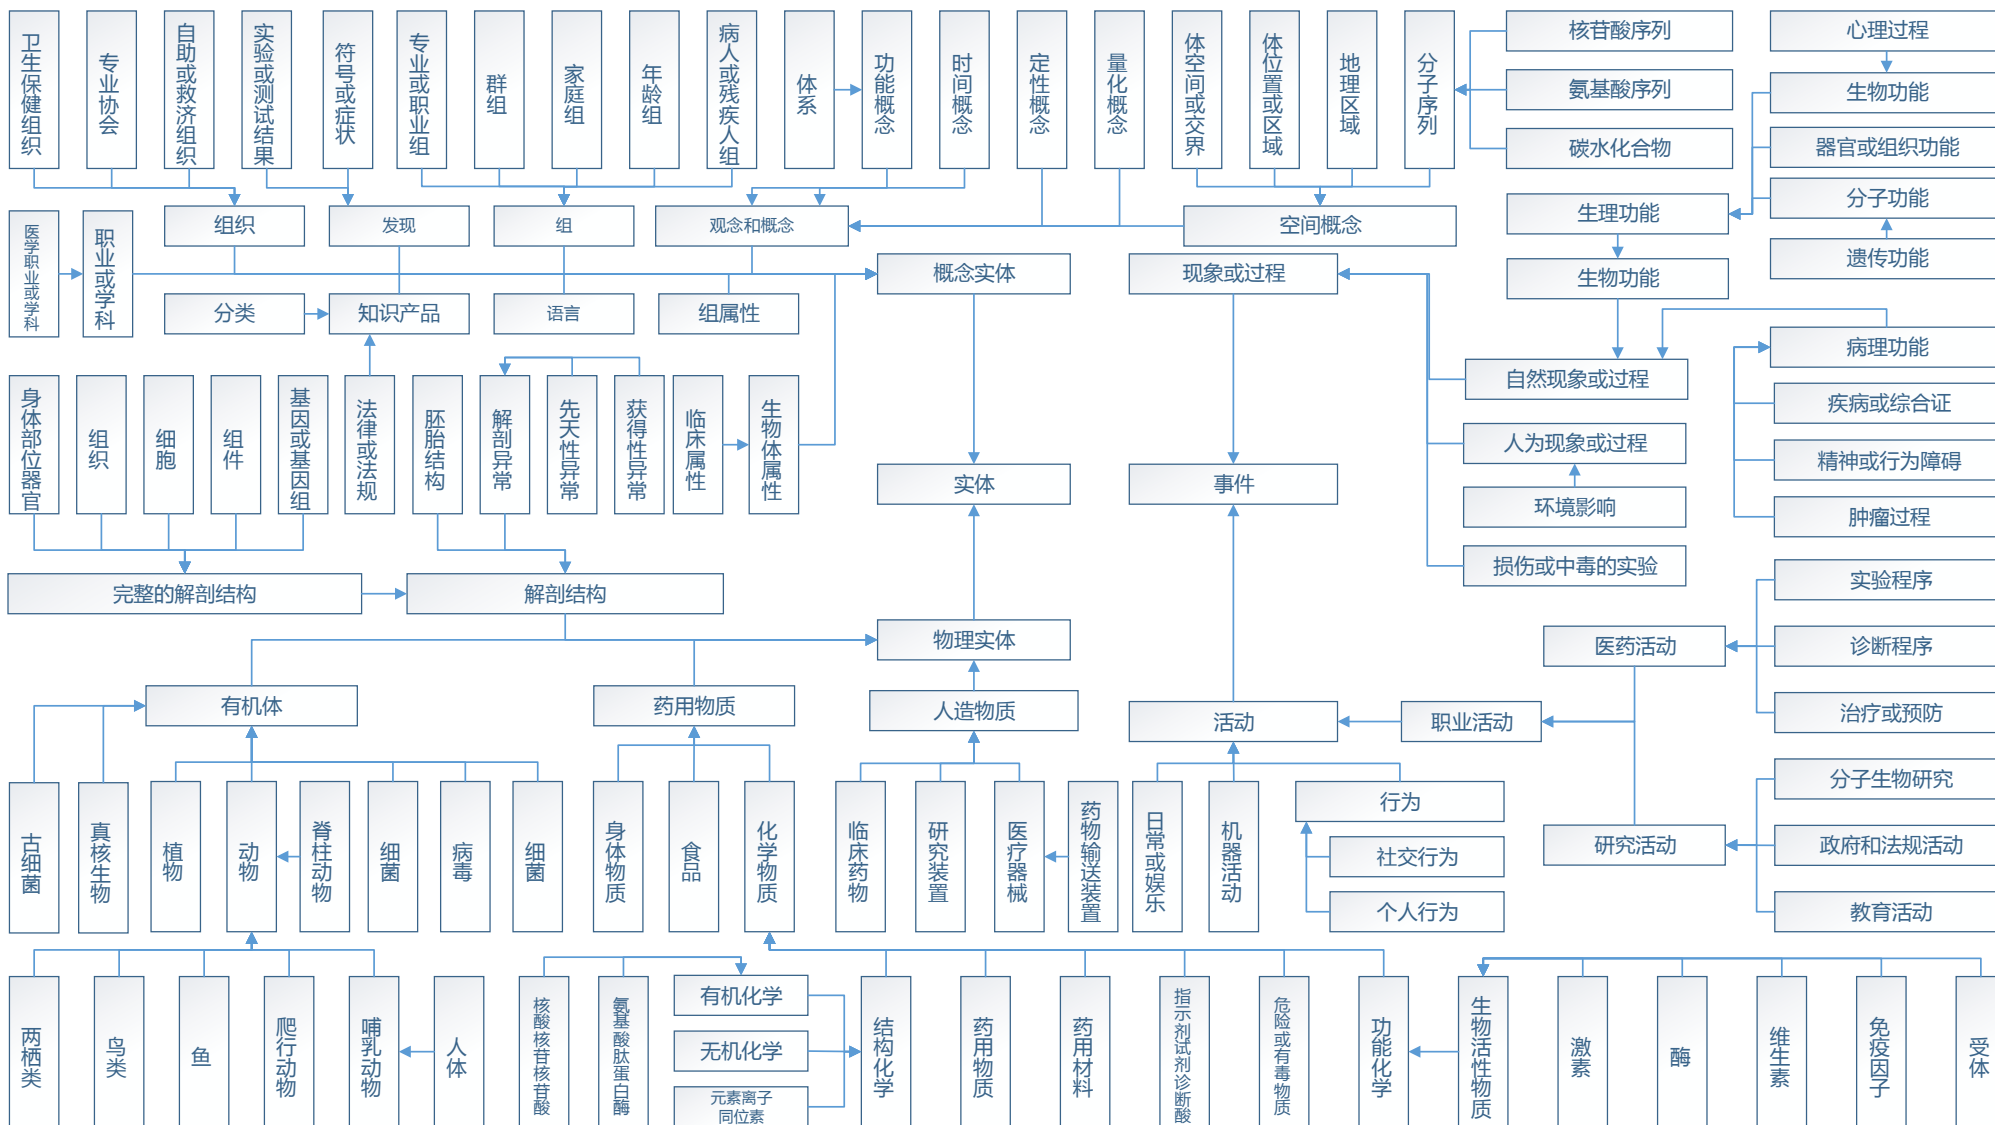 卫生保健组织
专业协会
自助或救济组织
实验或测试结果
符号或症状
专业或职业组
群组
家庭组
年龄组
病人或残疾人组
体系
功能概念
时间概念
定性概念
量化概念
体空间或交界
体位置或区域
地理区域
分子序列
核苷酸序列
氨基酸序列
碳水化合物
心理过程
生物功能
器官或组织功能
分子功能
遗传功能
医学职业或学科
职业或学科
组织
发现
组
观念和概念
空间概念
生理功能
生物功能
概念实体
现象或过程
分类
知识产品
语言
组属性
病理功能
疾病或综合证
精神或行为障碍
肿瘤过程
自然现象或过程
人为现象或过程
环境影响
损伤或中毒的实验
身体部位器官
组织
细胞
组件
基因或基因组
法律或法规
胚胎结构
解剖异常
先天性异常
获得性异常
临床属性
生物体属性
实体
事件
完整的解剖结构
解剖结构
物理实体
实验程序
诊断程序
治疗或预防
医药活动
有机体
药用物质
人造物质
活动
职业活动
分子生物研究
政府和法规活动
教育活动
研究活动
古细菌
真核生物
植物
动物
脊柱动物
细菌
病毒
细菌
身体物质
食品
化学物质
临床药物
研究装置
医疗器械
药物输送装置
日常或娱乐
机器活动
行为
社交行为
个人行为
两栖类
鸟类
鱼
爬行动物
哺乳动物
人体
核酸核苷核苷酸
氨基酸肽蛋白酶
有机化学
无机化学
元素离子
同位素
结构化学
药用物质
药用材料
指示剂试剂诊断酸
危险或有毒物质
功能化学
生物活性物质
激素
酶
维生素
免疫因子
受体